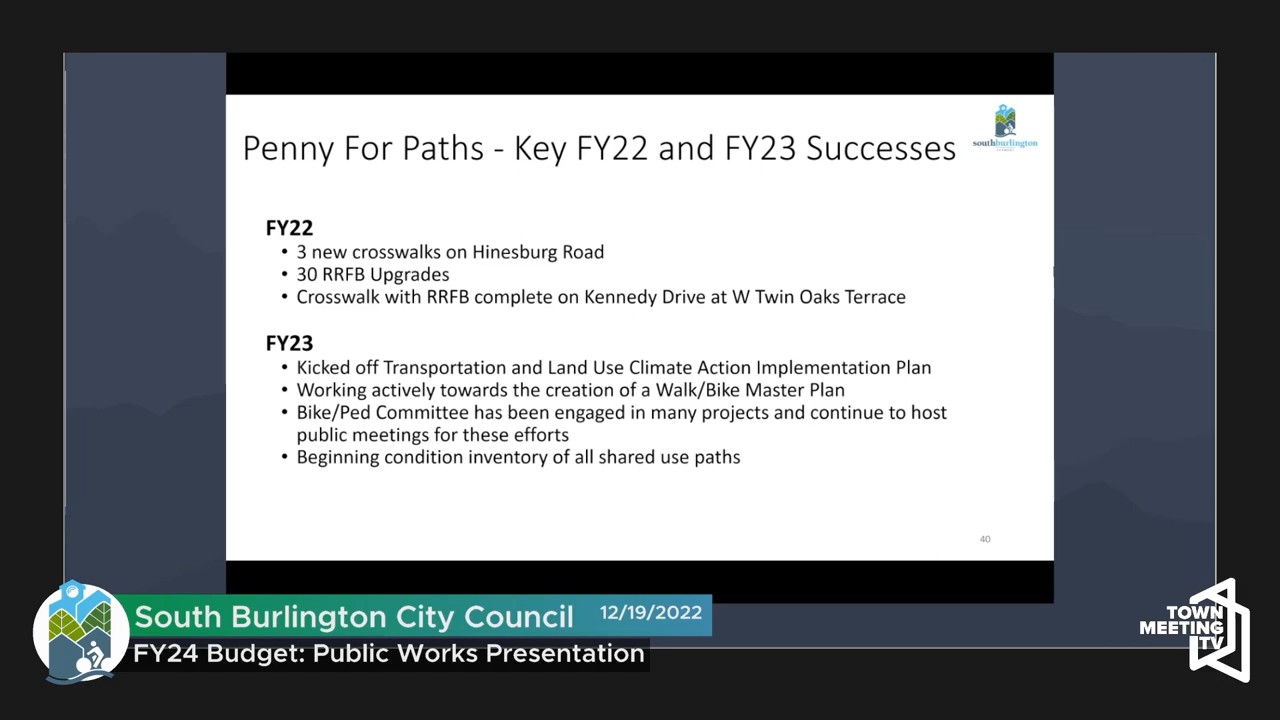 Penny For Paths - Key FY22 and FY23 Successes
southburlington
FY22
• 3 new crosswalks on Hinesburg Road
• 30 RRFB Upgrades
• Crosswalk with RRFB complete on Kennedy Drive at W Twin Oaks Terrace
FY23
• Kicked off Transportation and Land Use Climate Action Implementation Plan
• Working actively towards the creation of a Walk/Bike Master Plan
• Bike/Ped Committee has been engaged in many projects and continue to host
public meetings for these efforts
• Beginning condition inventory of all shared use paths
40
South Burlington City Council 12/19/2022
FY24 Budget: Public Works Presentation
TOWN
MEETING
TV